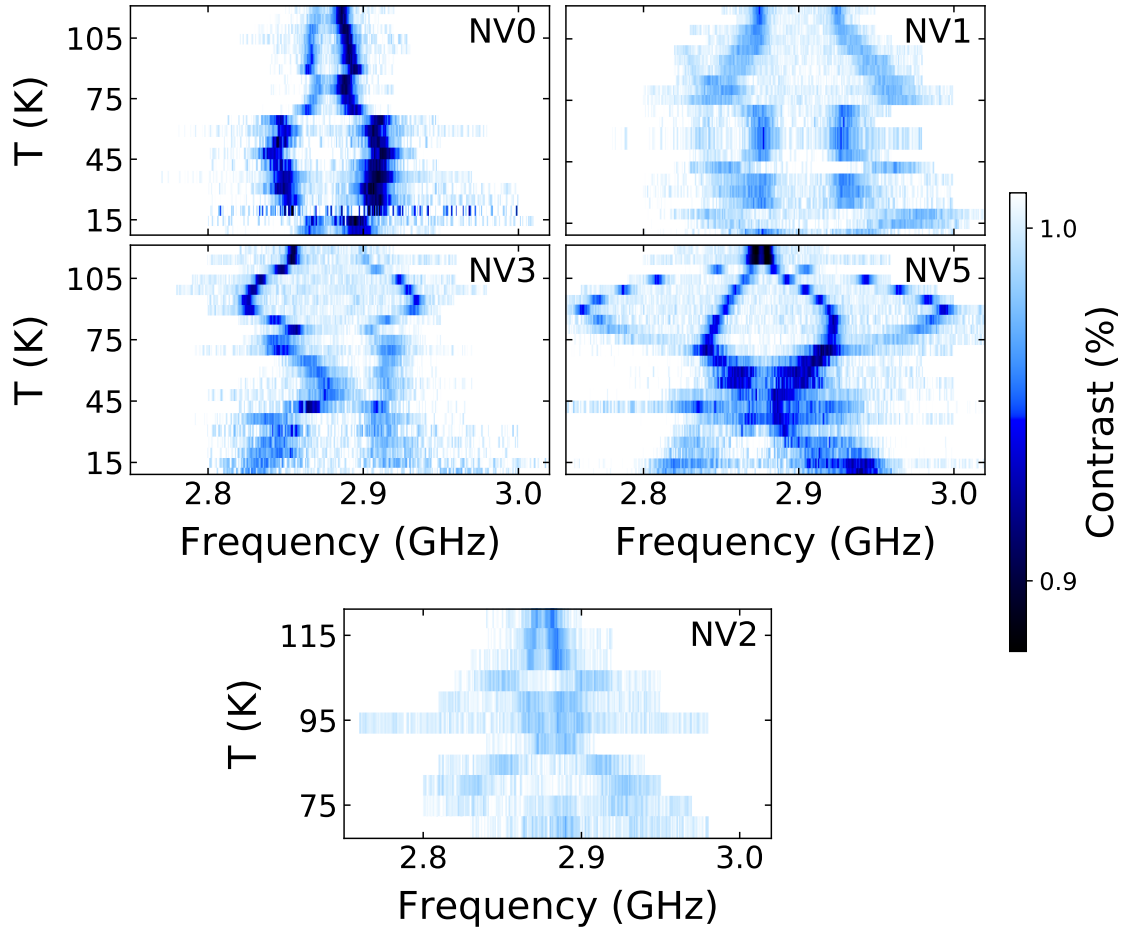 NV0
NV1
105
75
45
15
T (K)
NV3
NV5
105
75
45
15
T (K)
2.8 2.9 3.0
2.8 2.9 3.0
Frequency (GHz)
Frequency (GHz)
1.0
0.9
Contrast (%)
NV2
115
95
75
T (K)
2.8 2.9 3.0
Frequency (GHz)